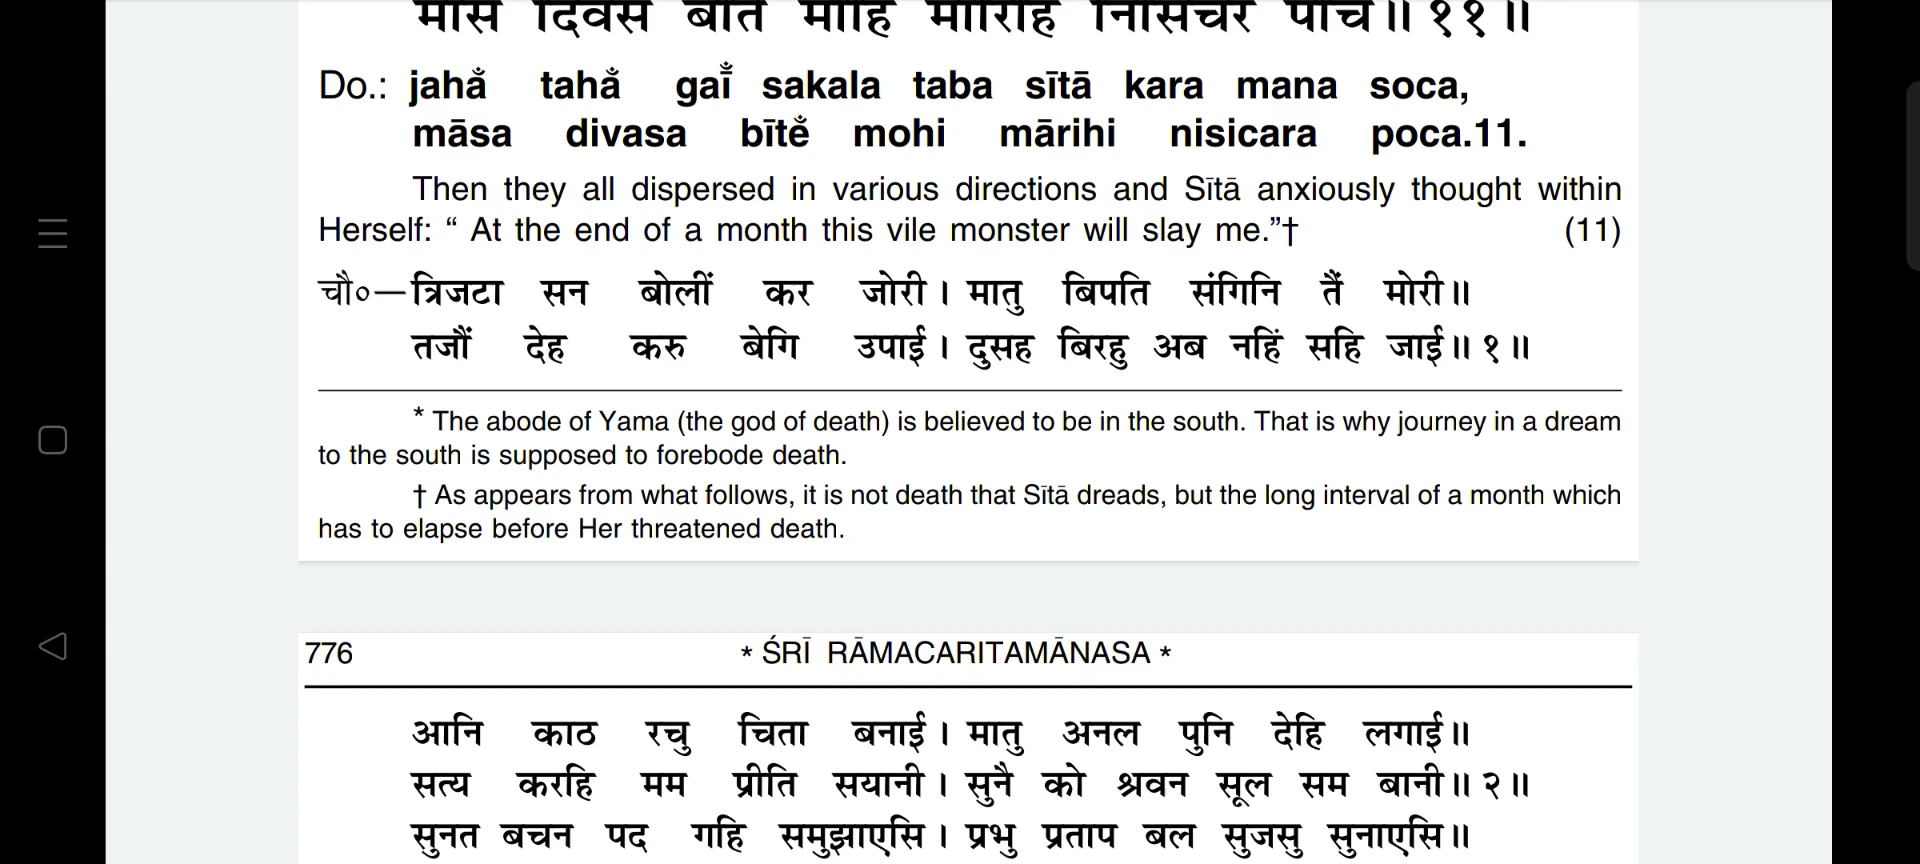 मास दिवस बीतें मोहि मारिहि निसिचर पोच॥ ११॥
Do.: jahå̐ tahå̐ gaī̐ sakala taba sītā kara mana soca,
māsa divasa bīte̐ mohi mārihi nisicara poca.11.
Then they all dispersed in various directions and Sītā anxiously thought within
Herself: “ At the end of a month this vile monster will slay me.”† (11)
चौ०—त्रिजटा सन बोलीं कर जोरी। मातु बिपति संगिनि तैं मोरी॥
तजौं देह करु बेगि उपाई। दुसह बिरहु अब नहिं सहि जाई॥ १॥
* The abode of Yama (the god of death) is believed to be in the south. That is why journey in a dream
to the south is supposed to forebode death.
† As appears from what follows, it is not death that Sītā dreads, but the long interval of a month which
has to elapse before Her threatened death.
776 * ŚRĪ RĀMACARITAMĀNASA *
आनि काठ रचु चिता बनाई। मातु अनल पुनि देहि लगाई॥
सत्य करहि मम प्रीति सयानी। सुनै को श्रवन सूल सम बानी॥ २॥
सुनत बचन पद गहि समुझाएसि। प्रभु प्रताप बल सुजसु सुनाएसि॥